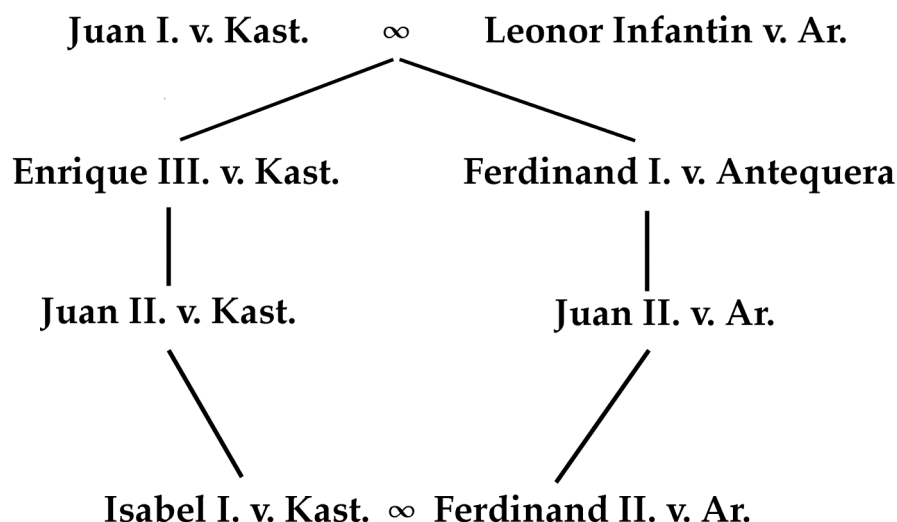 Juan I. v. Kast. ∞ Leonor Infantin v. Ar.
Enrique III. v. Kast. Ferdinand I. v. Antequera
Juan II. v. Kast. Juan II. v. Ar.
Isabel I. v. Kast. ∞ Ferdinand II. v. Ar.